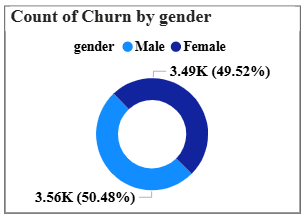 Count of Churn by gender
gender Male Female
3.49K (49.52%)
3.56K (50.48%)